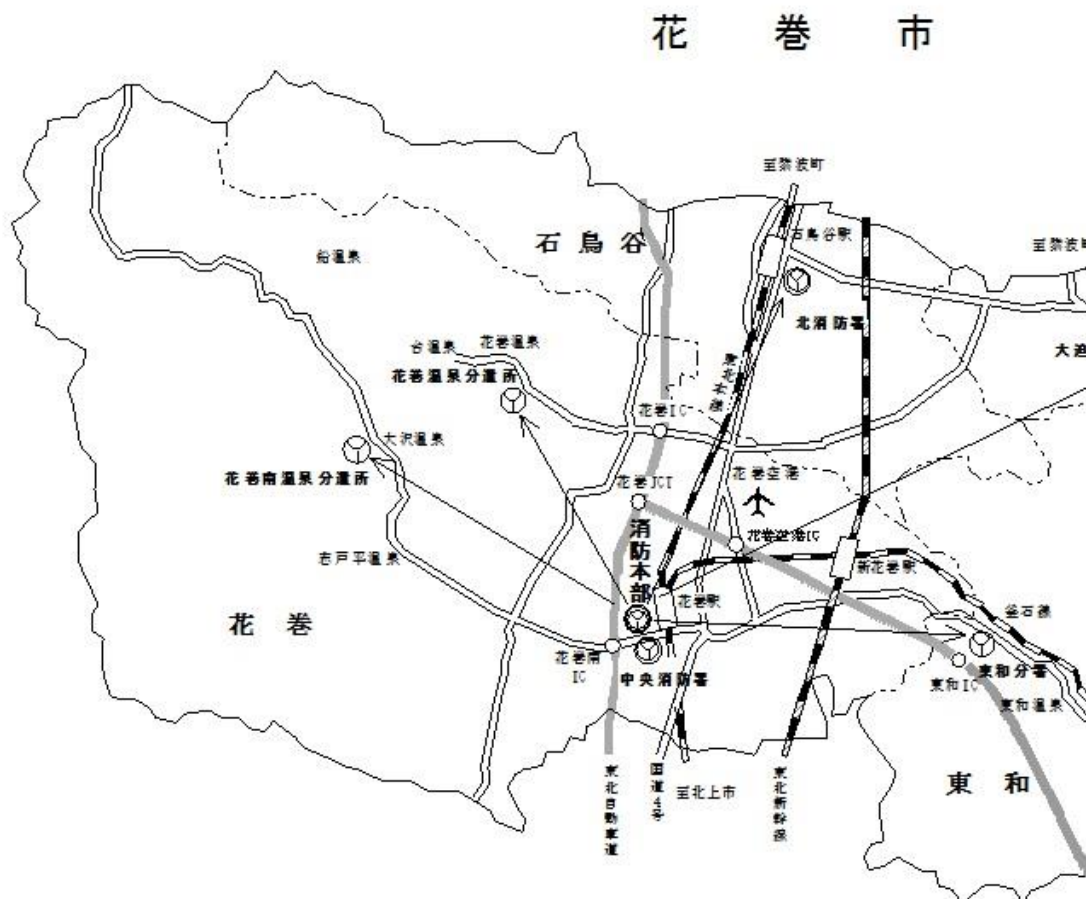 花巻市
至紫波町
石鳥谷駅
石鳥谷
至紫波町
鉛温泉
北消防署
台温泉
花巻温泉
大迫
花巻温泉分遣所
東北本線
花巻IC
大沢温泉
花巻南温泉分遣所
花巻空港
花巻JCT
消防本部
花巻空港IC
志戸平温泉
新花巻駅
花巻駅
釜石線
花巻
花巻南
IC
中央消防署
東和IC
東和分署
東和温泉
東北自動車道
国道4号
至北上市
東北新幹線
東和